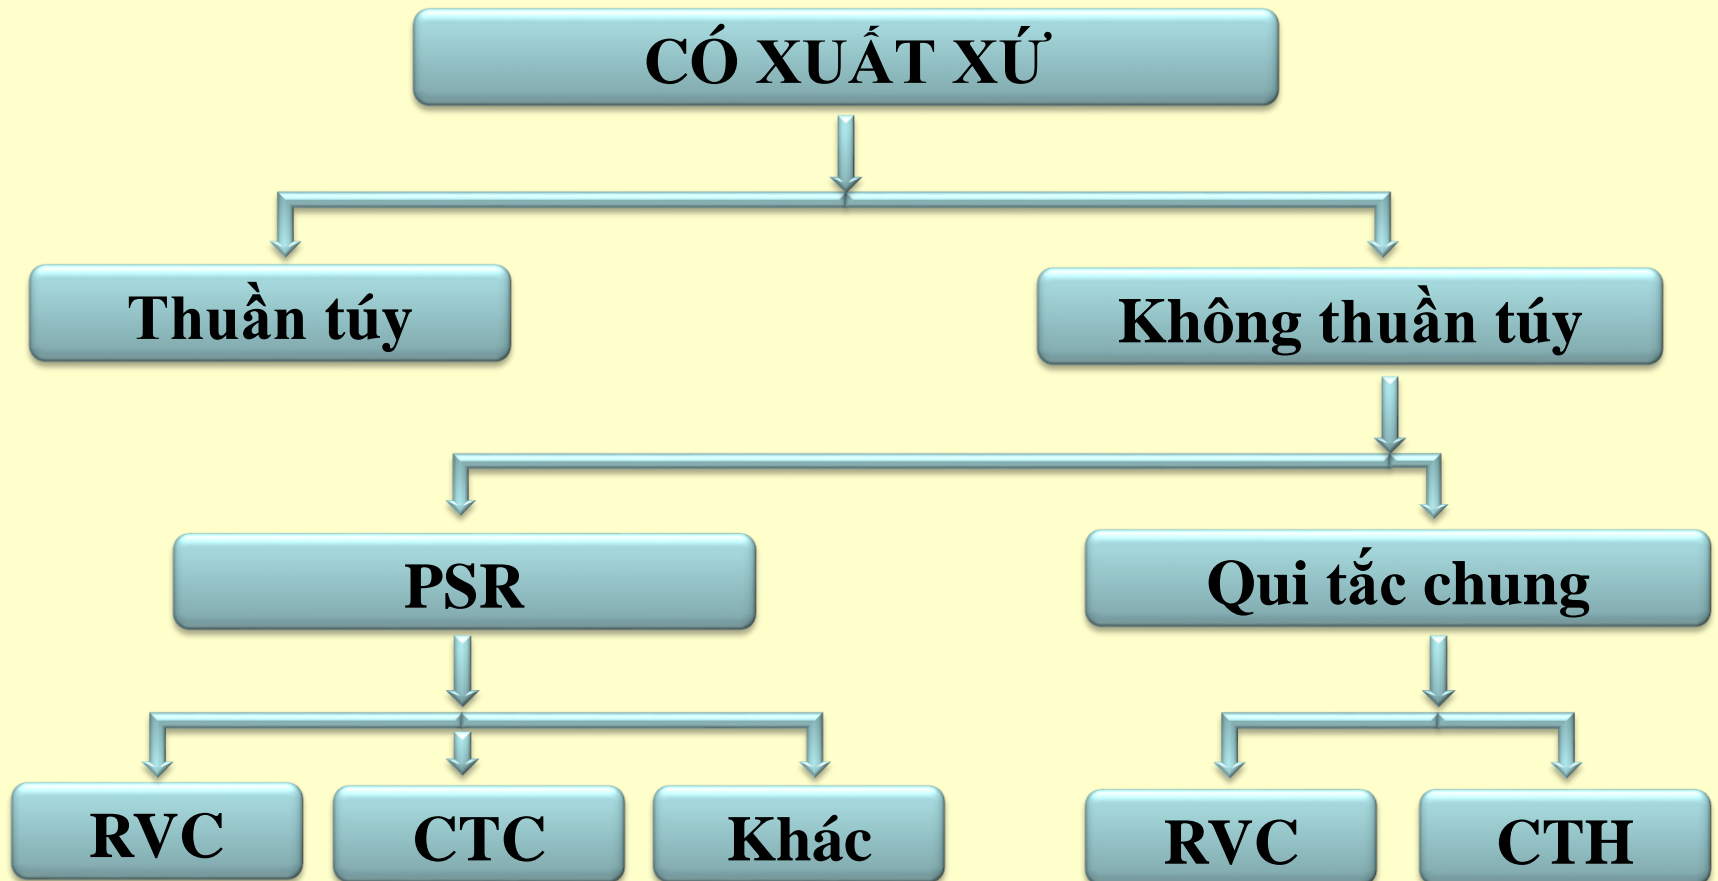 CÓ XUẤT XỨ
Thuần túy
Không thuần túy
PSR
Qui tắc chung
RVC
CTC
Khác
RVC
CTH